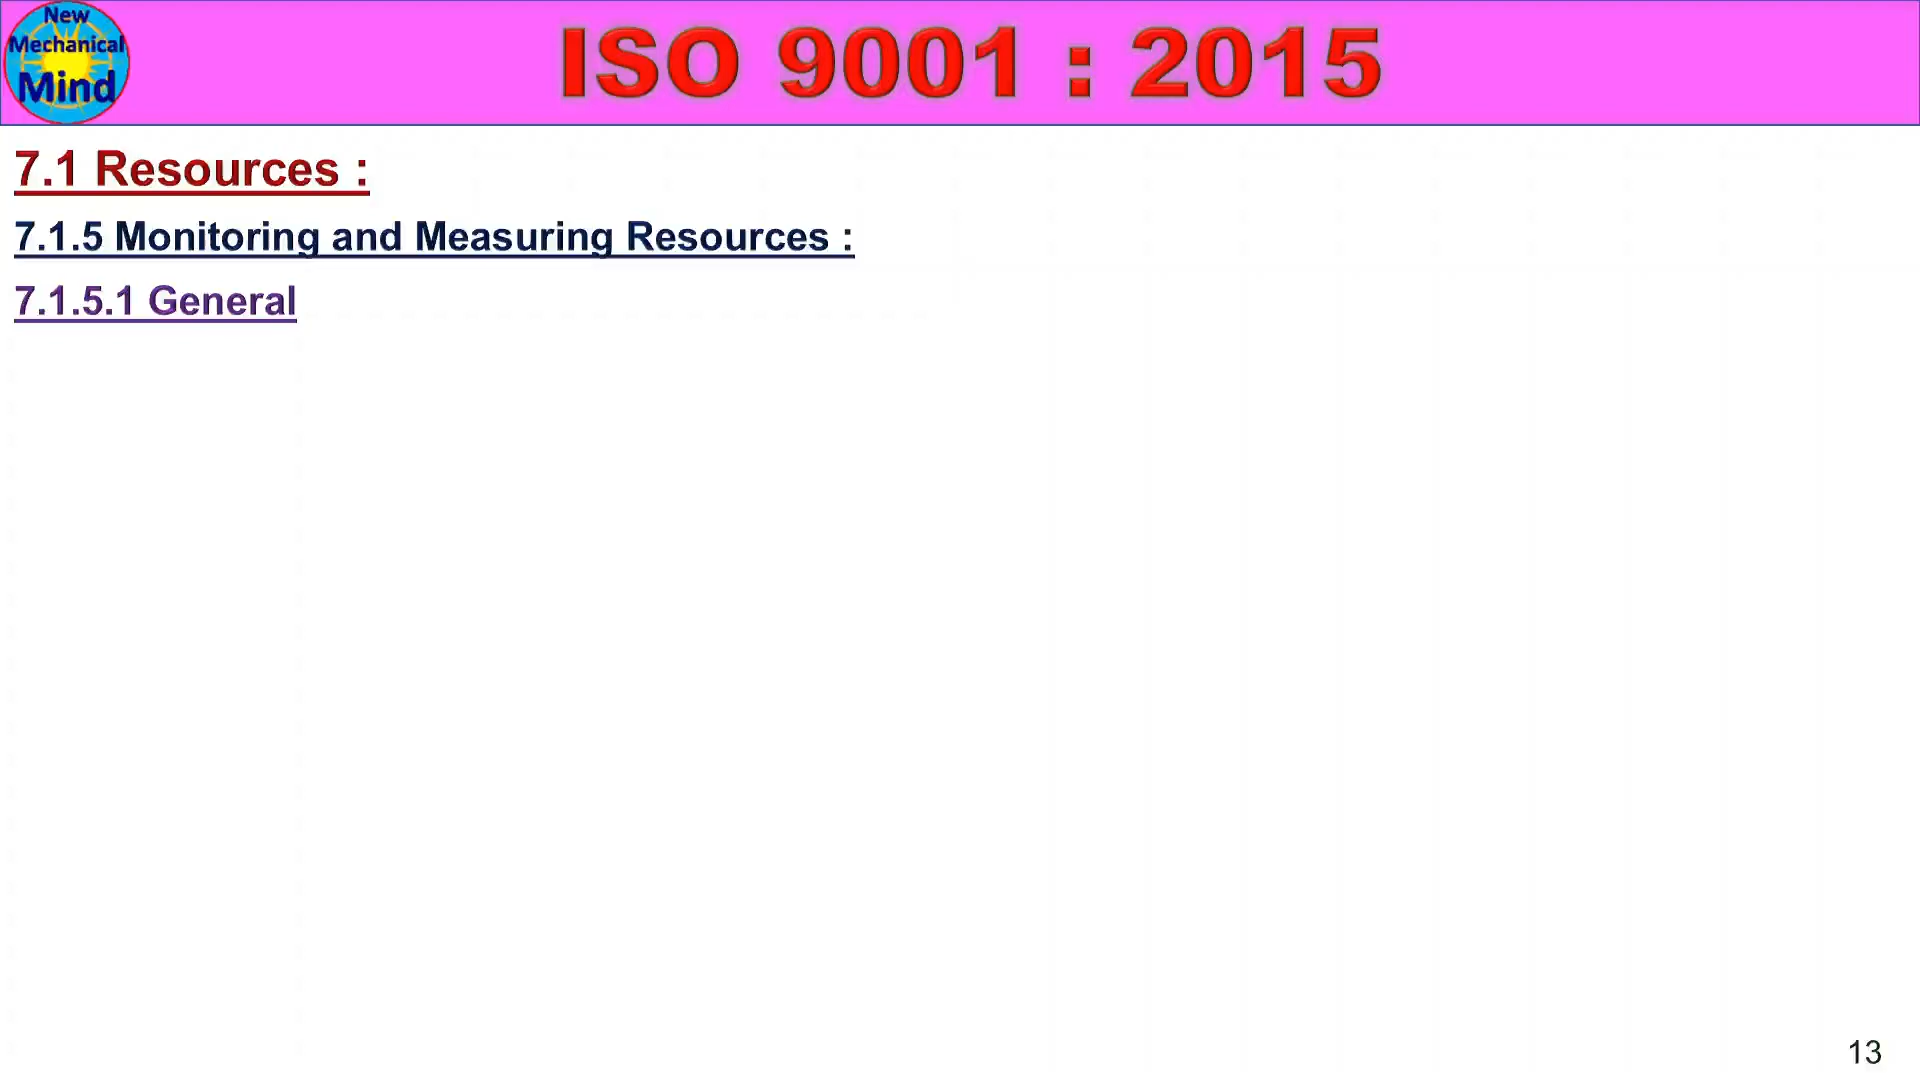 New
Mechanical
Mind
ISO 9001 : 2015
7.1 Resources :
7.1.5 Monitoring and Measuring Resources :
7.1.5.1 General
13